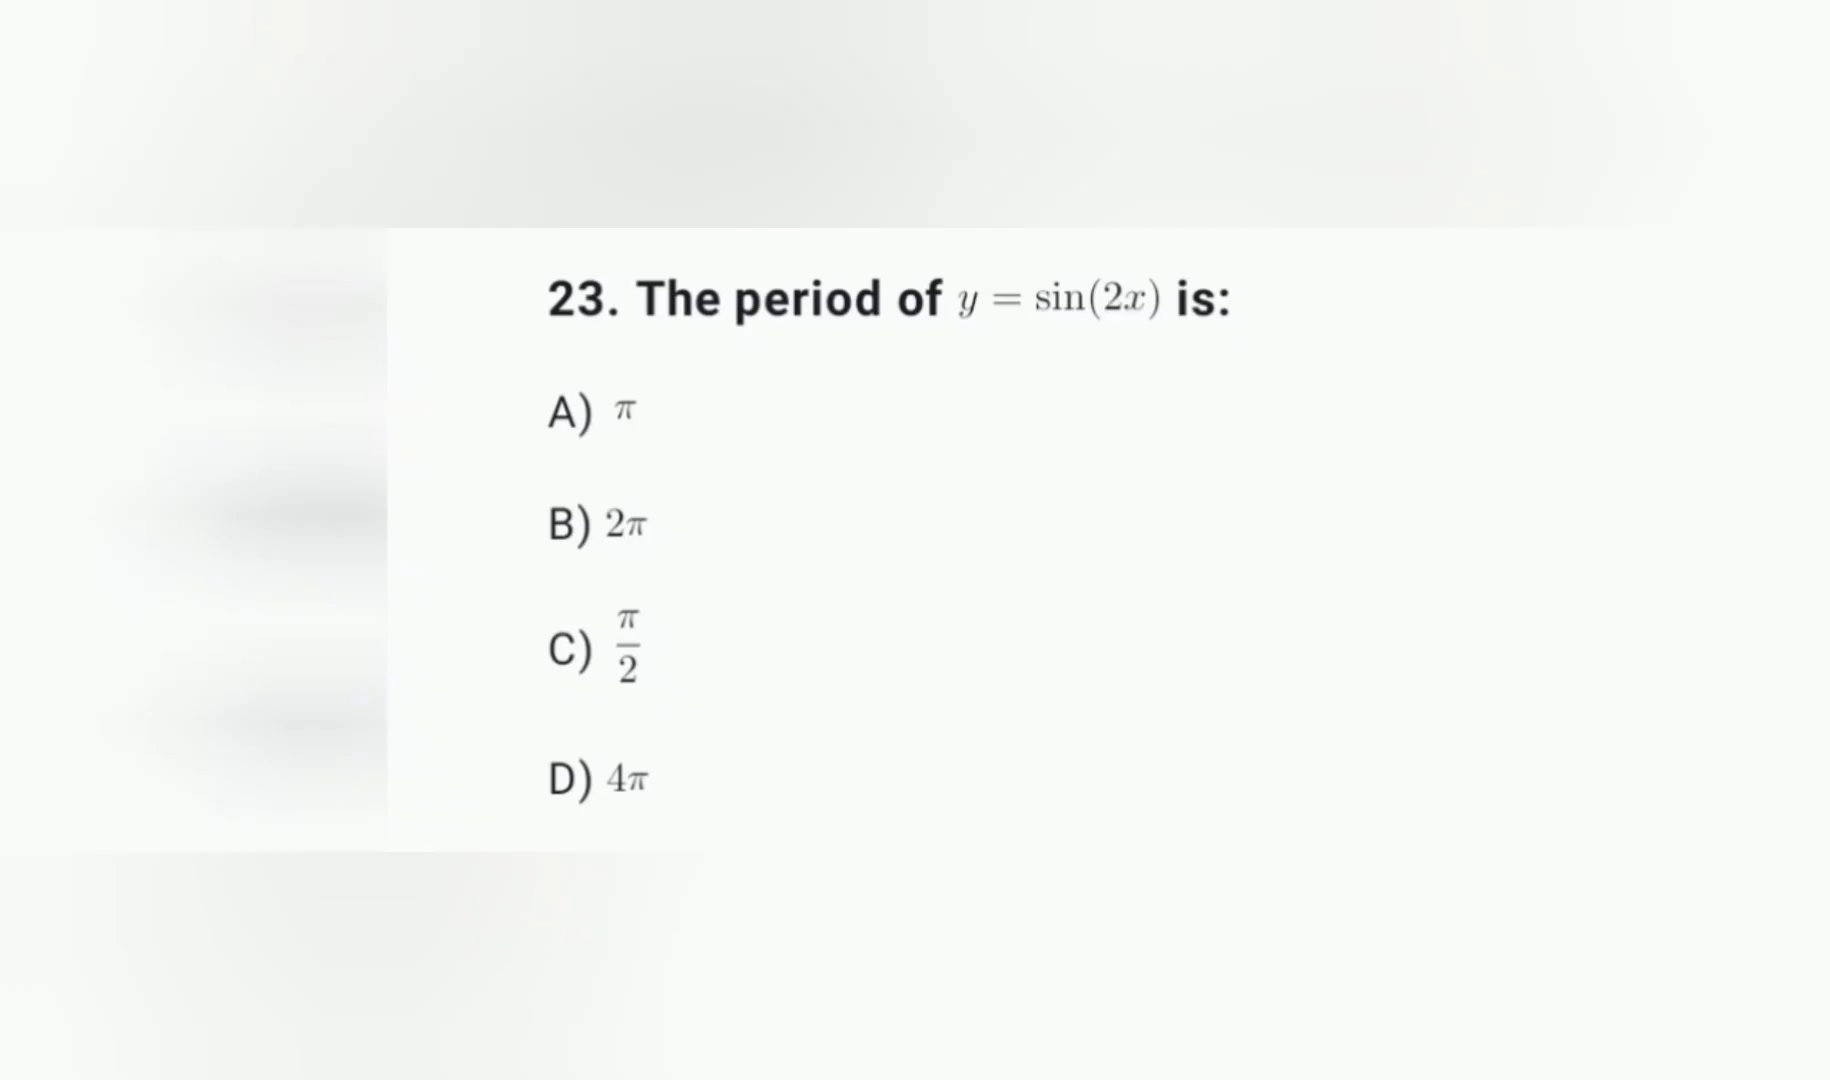 23. The period of y = sin(2x) is:
A) π
B) 2π
C) π/2
D) 4π